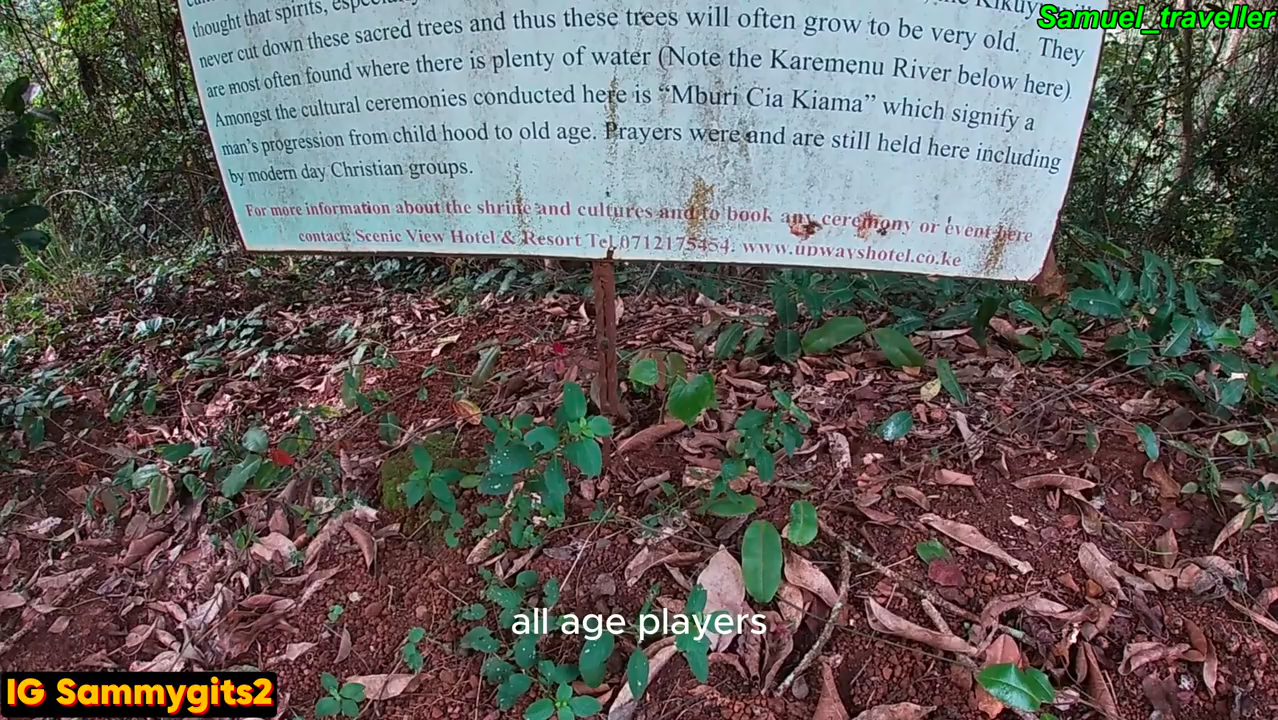 Samuel_traveller
thought that spirits, the Kikuyu
never cut down these sacred trees and thus these trees will often grow to be very old. They
are most often found where there is plenty of water (Note the Karemenu River below here).
Amongst the cultural ceremonies conducted here is “Mburi Cia Kiama” which signify a
man’s progression from child hood to old age. Prayers were and are still held here including
by modern day Christian groups.
For more information about the shrine and cultures and to book any ceremony or event here
contact: Scenic View Hotel & Resort Tel 0712175454. www.upwayshotel.co.ke
all age players
IG Sammygits2